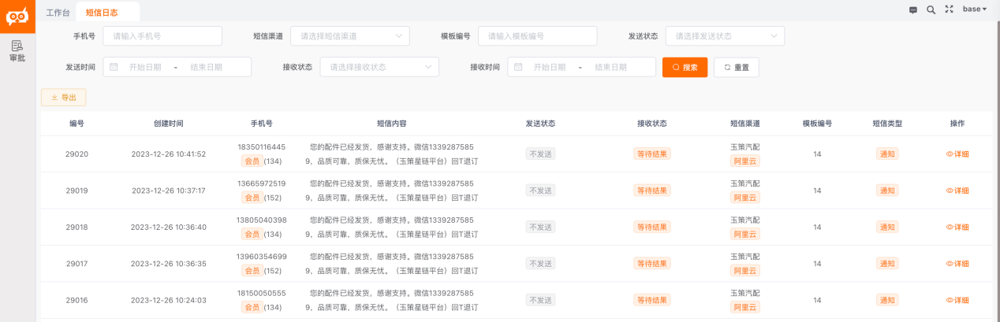 工作台 短信日志 base
审批
手机号 请输入手机号 短信渠道 请选择短信渠道 模板编号 请输入模板编号 发送状态 请选择发送状态
发送时间 开始日期 - 结束日期 接收状态 请选择接收状态 接收时间 开始日期 - 结束日期 搜索 重置
导出
编号 创建时间 手机号 短信内容 发送状态 接收状态 短信渠道 模板编号 短信类型 操作
29020 2023-12-26 10:41:52 18350116445 会员(134) 您的配件已经发货，感谢支持。微信1339287585 不发送 等待结果 玉策汽配 阿里云 14 通知 详细
9，品质可靠，质保无忧。（玉策星链平台）回T退订
29019 2023-12-26 10:37:17 13665972519 会员(152) 您的配件已经发货，感谢支持。微信1339287585 不发送 等待结果 玉策汽配 阿里云 14 通知 详细
9，品质可靠，质保无忧。（玉策星链平台）回T退订
29018 2023-12-26 10:36:40 13805040398 会员(134) 您的配件已经发货，感谢支持。微信1339287585 不发送 等待结果 玉策汽配 阿里云 14 通知 详细
9，品质可靠，质保无忧。（玉策星链平台）回T退订
29017 2023-12-26 10:36:35 13960354699 会员(152) 您的配件已经发货，感谢支持。微信1339287585 不发送 等待结果 玉策汽配 阿里云 14 通知 详细
9，品质可靠，质保无忧。（玉策星链平台）回T退订
29016 2023-12-26 10:24:03 18150050555 会员(134) 您的配件已经发货，感谢支持。微信1339287585 不发送 等待结果 玉策汽配 阿里云 14 通知 详细
9，品质可靠，质保无忧。（玉策星链平台）回T退订